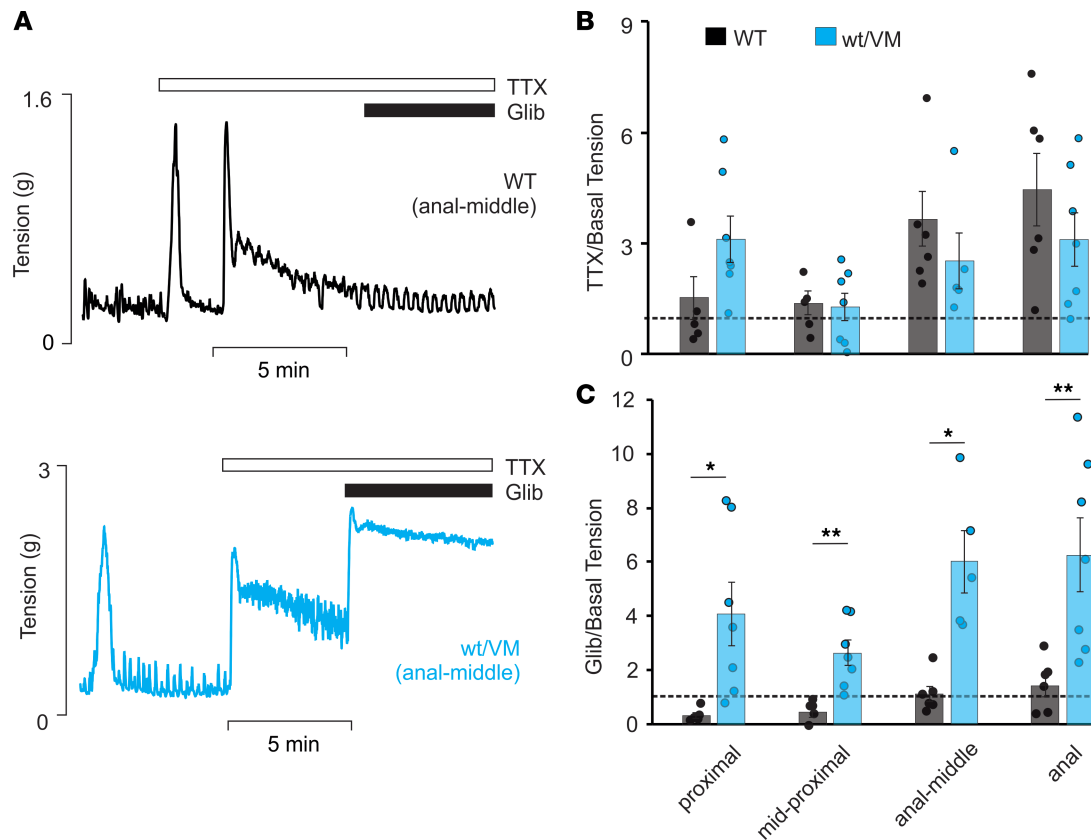 A
1.6
TTX
Glib
WT
(anal-middle)
Tension (g)
0
5 min
3
TTX
Glib
Tension (g)
wt/VM
(anal-middle)
0
5 min
B
9
WT
wt/VM
6
TTX/Basal Tension
3
0
C
12
**
10
*
*
8
**
Glib/Basal Tension
6
4
2
0
proximal
mid-proximal
anal-middle
anal